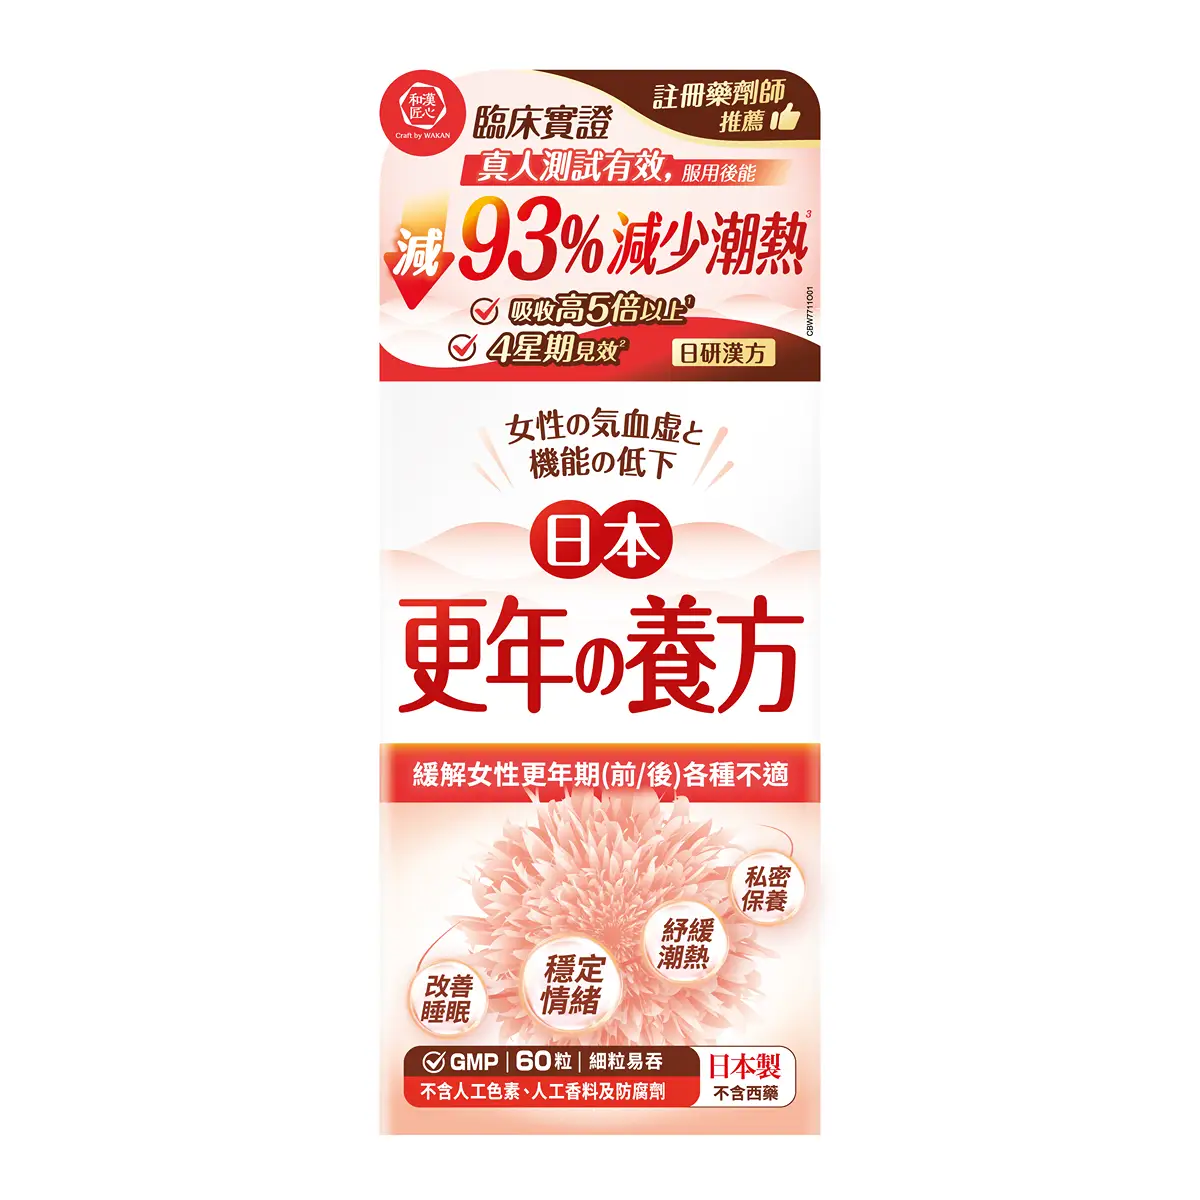 和漢
匠心
Craft by WAKAN
註冊藥劑師
推薦
臨床實證
真人測試有效，服用後能
減
93%減少潮熱³
吸收高5倍以上¹
4星期見效²
日研漢方
CBW7711O01
女性の気血虚と
機能の低下
日本
更年の養方
緩解女性更年期(前/後)各種不適
私密
保養
紓緩
潮熱
穩定
情緒
改善
睡眠
GMP | 60粒 | 細粒易吞
不含人工色素、人工香料及防腐劑
日本製
不含西藥